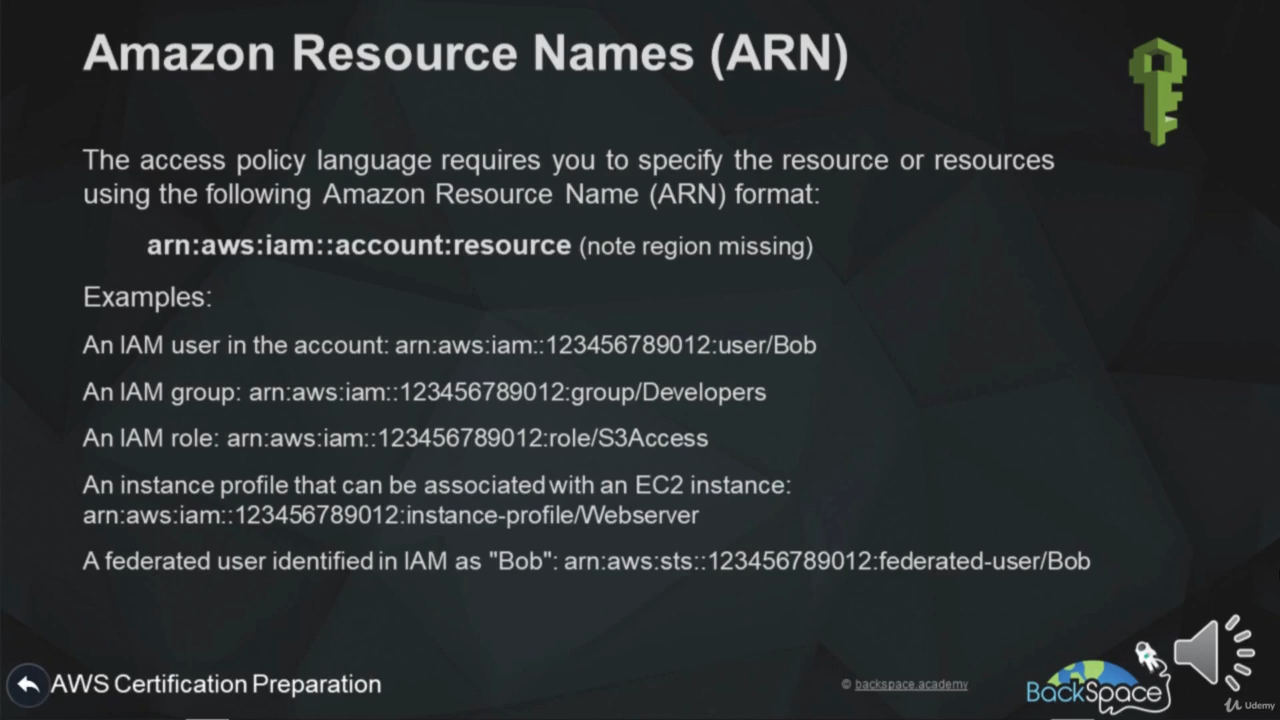 Amazon Resource Names (ARN)
The access policy language requires you to specify the resource or resources
using the following Amazon Resource Name (ARN) format:
arn:aws:iam::account:resource (note region missing)
Examples:
An IAM user in the account: arn:aws:iam::123456789012:user/Bob
An IAM group: arn:aws:iam::123456789012:group/Developers
An IAM role: arn:aws:iam::123456789012:role/S3Access
An instance profile that can be associated with an EC2 instance:
arn:aws:iam::123456789012:instance-profile/Webserver
A federated user identified in IAM as "Bob": arn:aws:sts::123456789012:federated-user/Bob
AWS Certification Preparation
© backspace.academy
BackSpace
Udemy